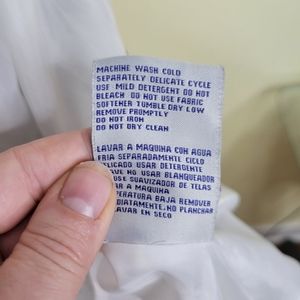 MACHINE WASH COLD
SEPARATELY DELICATE CYCLE
USE MILD DETERGENT DO NOT
BLEACH DO NOT USE FABRIC
SOFTENER TUMBLE DRY LOW
REMOVE PROMPTLY
DO NOT IRON
DO NOT DRY CLEAN
LAVAR A MAQUINA CON AGUA
FRIA SEPARADAMENTE CICLO
DELICADO USAR DETERGENTE
NO USAR BLANQUEADOR
USE SUAVIZADOR DE TELAS
A MAQUINA
BAJA REMOVER
NO PLANCHAR
LAVAR EN SECO